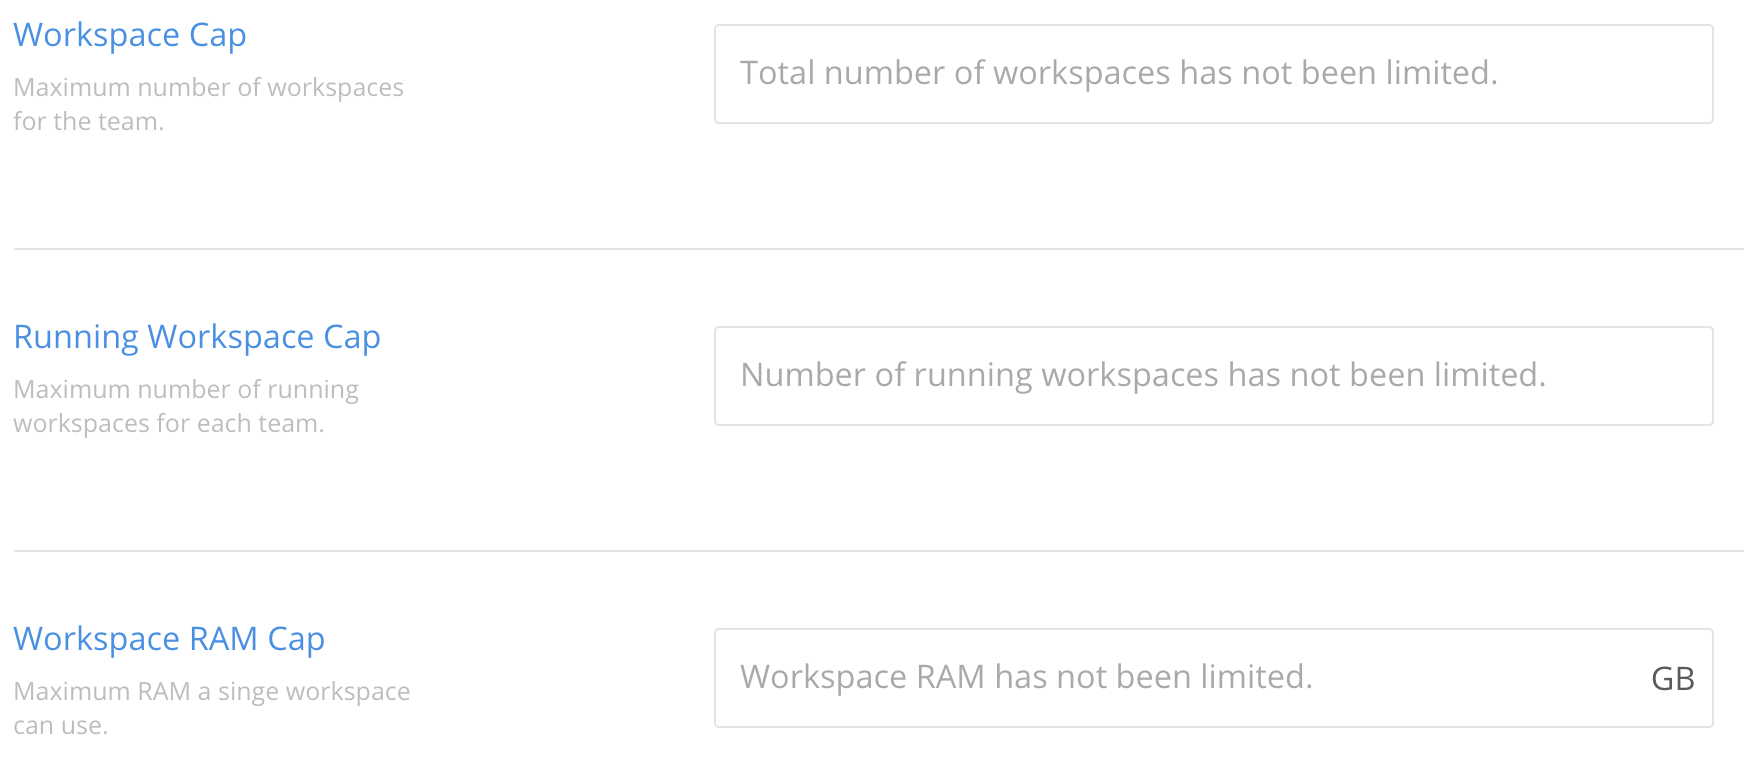 Workspace Cap
Maximum number of workspaces
for the team.
Total number of workspaces has not been limited.
Running Workspace Cap
Maximum number of running
workspaces for each team.
Number of running workspaces has not been limited.
Workspace RAM Cap
Maximum RAM a singe workspace
can use.
Workspace RAM has not been limited. GB